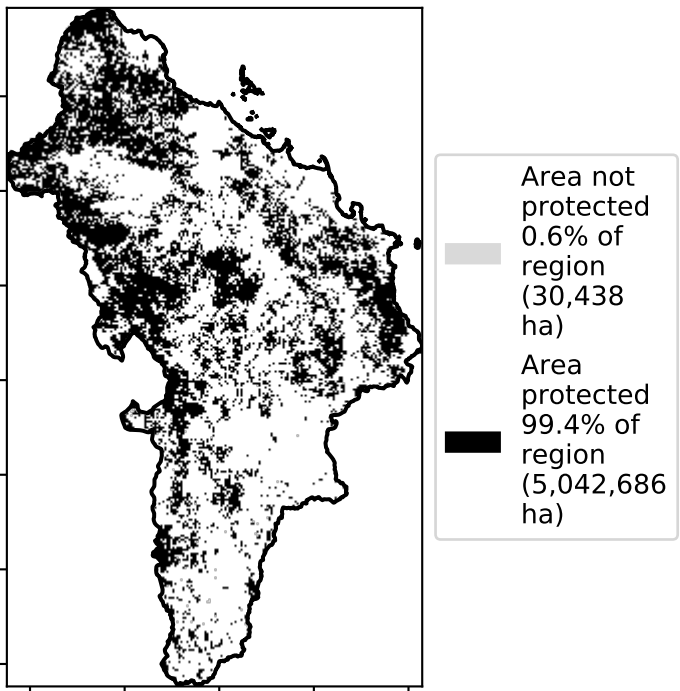 Area not
protected
0.6% of
region
(30,438
ha)
Area
protected
99.4% of
region
(5,042,686
ha)